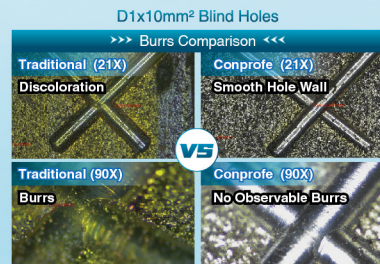 D1x10mm² Blind Holes
>>> Burrs Comparison <<<
Traditional (21X)
Discoloration
Conprofe (21X)
Smooth Hole Wall
VS
Traditional (90X)
Burrs
Conprofe (90X)
No Observable Burrs